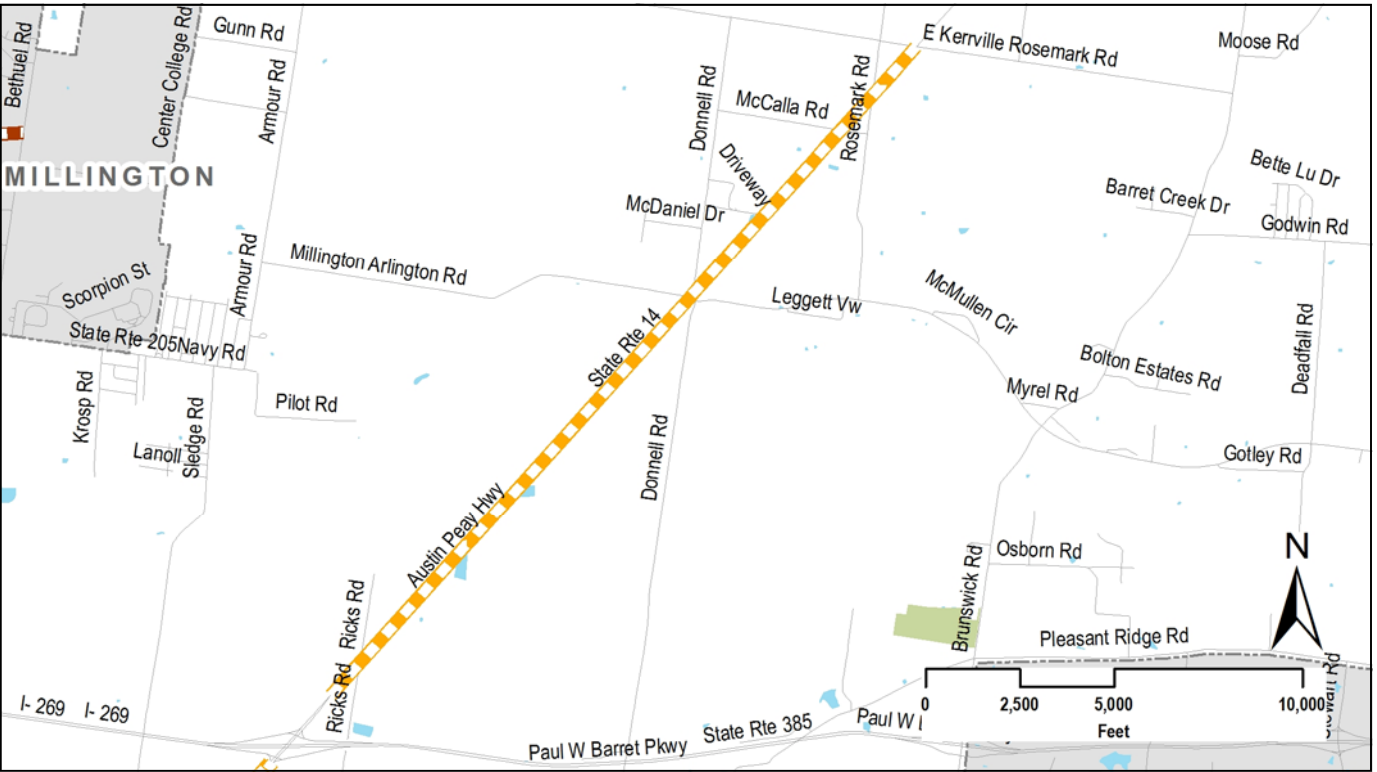 Bethuel Rd
Center College Rd
Gunn Rd
Armour Rd
MILLINGTON
Scorpion St
Armour Rd
State Rte 205
Navy Rd
Krosp Rd
Sledge Rd
Lanoll
Pilot Rd
Millington Arlington Rd
Donnell Rd
McCalla Rd
Rosemark Rd
E Kerrville Rosemark Rd
Moose Rd
Driveway
McDaniel Dr
Bette Lu Dr
Barret Creek Dr
Godwin Rd
Leggett Vw
McMullen Cir
State Rte 14
Bolton Estates Rd
Deadfall Rd
Myrel Rd
Donnell Rd
Gotley Rd
Austin Peay Hwy
Osborn Rd
Brunswick Rd
Pleasant Ridge Rd
Ricks Rd
Ricks Rd
I- 269
I- 269
Paul W Barret Pkwy
State Rte 385
Paul W
N
0 2,500 5,000 10,000
Feet